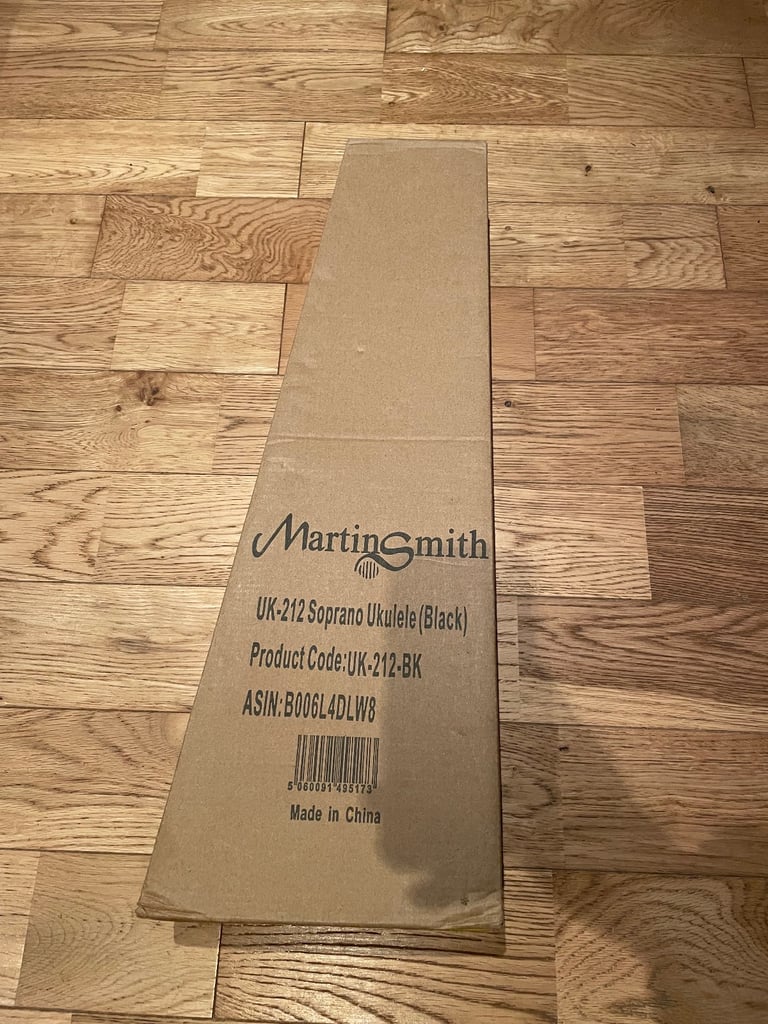 MartinSmith
UK-212 Soprano Ukulele (Black)
Product Code:UK-212-BK
ASIN:B006L4DLW8
5 060091 495173
Made in China